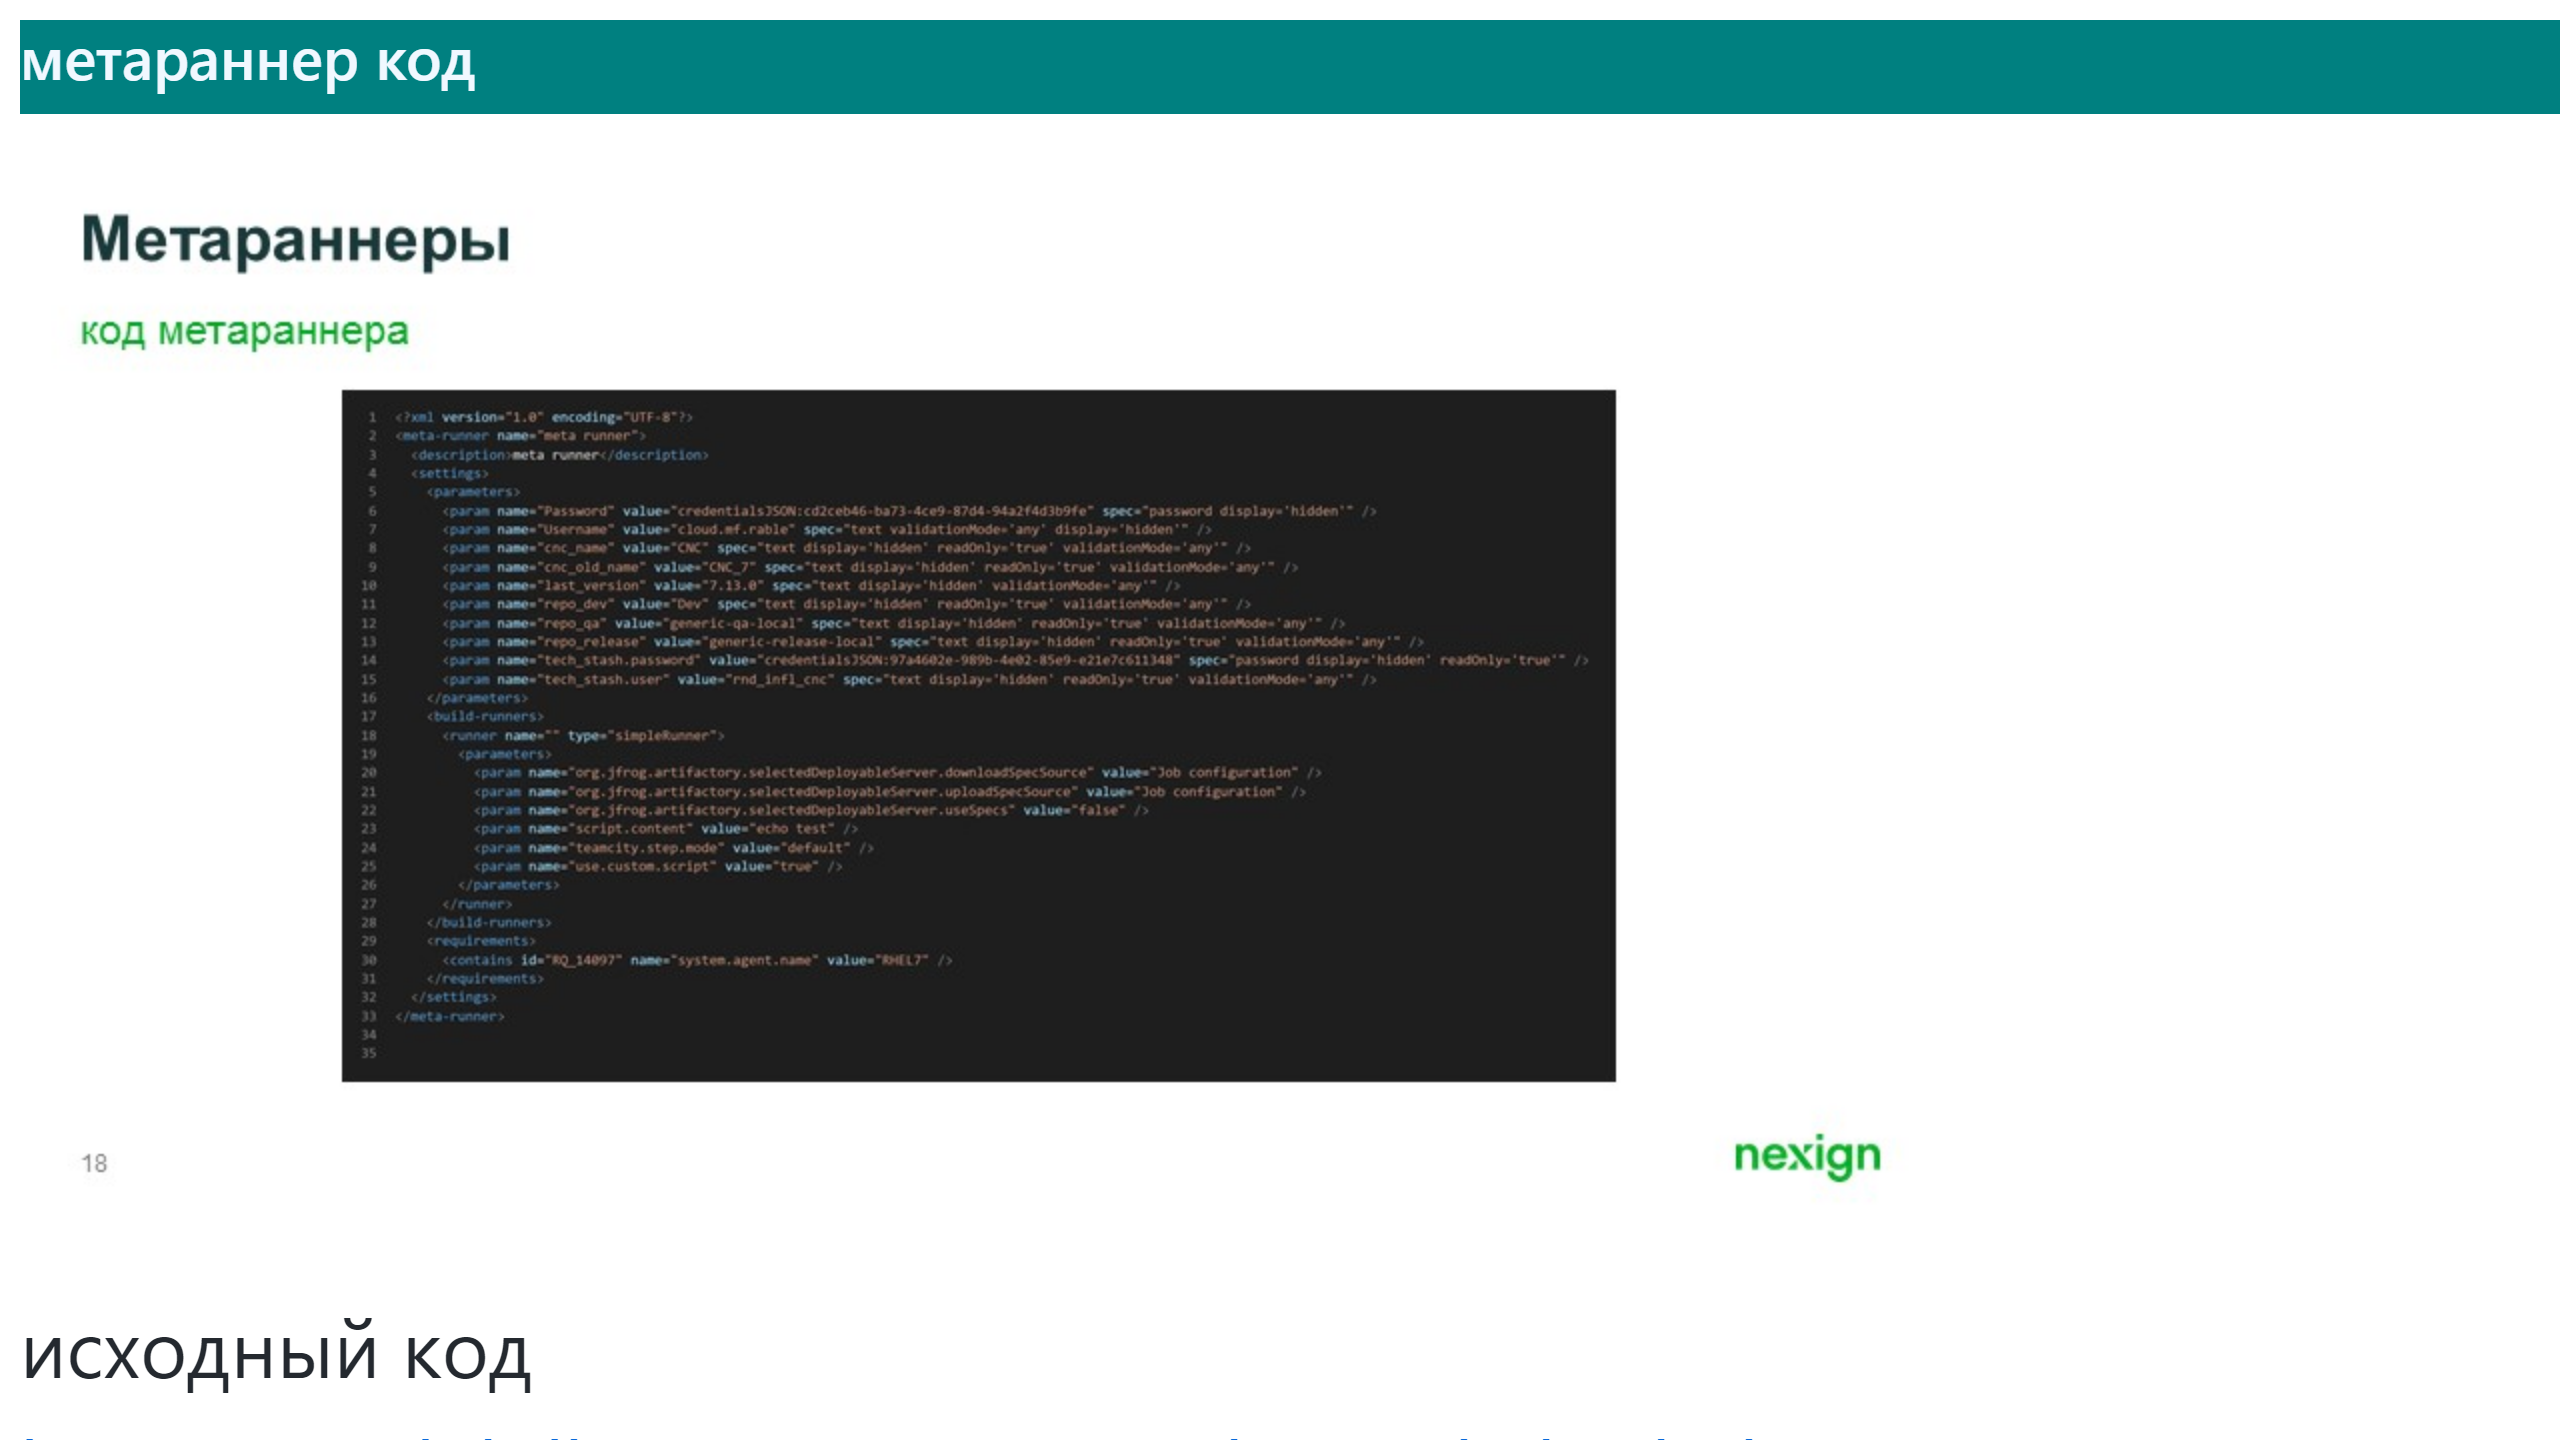 метараннер код
Метараннеры
код метараннера
1 <?xml version="1.0" encoding="UTF-8"?>
2 <meta-runner name="meta runner">
3 <description>meta runner</description>
4 <settings>
5 <parameters>
6 <param name="Password" value="credentialsJSON:cd2ceb46-ba73-4ce9-87d4-94a2f4d3b9fe" spec="password display='hidden'" />
7 <param name="Username" value="cloud.mf.rable" spec="text validationMode='any' display='hidden'" />
8 <param name="cnc_name" value="CNC" spec="text display='hidden' readOnly='true' validationMode='any'" />
9 <param name="cnc_old_name" value="CNC_7" spec="text display='hidden' readOnly='true' validationMode='any'" />
10 <param name="last_version" value="7.13.0" spec="text display='hidden' validationMode='any'" />
11 <param name="repo_dev" value="Dev" spec="text display='hidden' readOnly='true' validationMode='any'" />
12 <param name="repo_qa" value="generic-qa-local" spec="text display='hidden' readOnly='true' validationMode='any'" />
13 <param name="repo_release" value="generic-release-local" spec="text display='hidden' readOnly='true' validationMode='any'" />
14 <param name="tech_stash.password" value="credentialsJSON:97a4602e-989b-4e02-85e9-e21e7c611348" spec="password display='hidden' readOnly='true'" />
15 <param name="tech_stash.user" value="rnd_infl_cnc" spec="text display='hidden' readOnly='true' validationMode='any'" />
16 </parameters>
17 <build-runners>
18 <runner name="" type="simpleRunner">
19 <parameters>
20 <param name="org.jfrog.artifactory.selectedDeployableServer.downloadSpecSource" value="Job configuration" />
21 <param name="org.jfrog.artifactory.selectedDeployableServer.uploadSpecSource" value="Job configuration" />
22 <param name="org.jfrog.artifactory.selectedDeployableServer.useSpecs" value="false" />
23 <param name="script.content" value="echo test" />
24 <param name="teamcity.step.mode" value="default" />
25 <param name="use.custom.script" value="true" />
26 </parameters>
27 </runner>
28 </build-runners>
29 <requirements>
30 <contains id="RQ_14097" name="system.agent.name" value="RHEL7" />
31 </requirements>
32 </settings>
33 </meta-runner>
34
35
18
nexign
исходный код